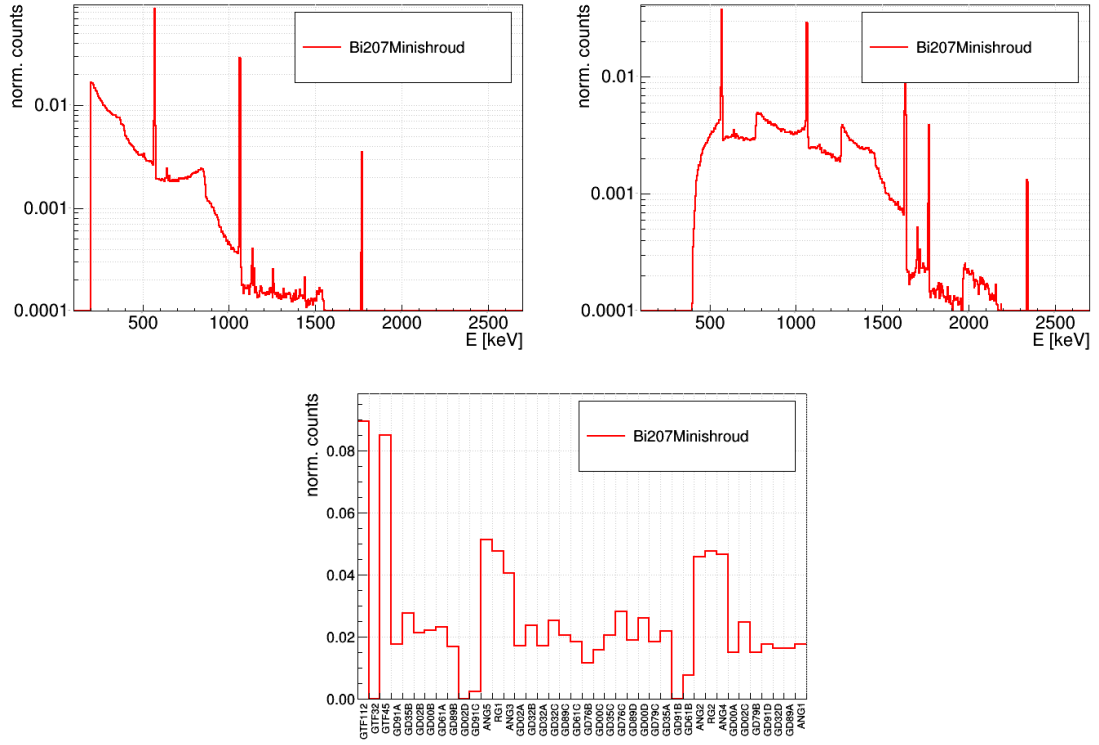 norm. counts
Bi207Minishroud
0.01
0.001
0.0001
500 1000 1500 2000 2500
E [keV]
norm. counts
Bi207Minishroud
0.01
0.001
0.0001
500 1000 1500 2000 2500
E [keV]
norm. counts
Bi207Minishroud
0.08
0.06
0.04
0.02
0.00
GTF112
GTF32
GTF45
GD91A
GD35B
GD02B
GD00B
GD61A
GD89B
GD02D
GD91C
ANG5
RG1
ANG3
GD02A
GD32B
GD32A
GD32C
GD89C
GD61C
GD76B
GD00C
GD35C
GD76C
GD89D
GD00D
GD79C
GD35A
GD91B
GD61B
ANG2
RG2
ANG4
GD00A
GD02C
GD79B
GD91D
GD32D
GD89A
ANG1